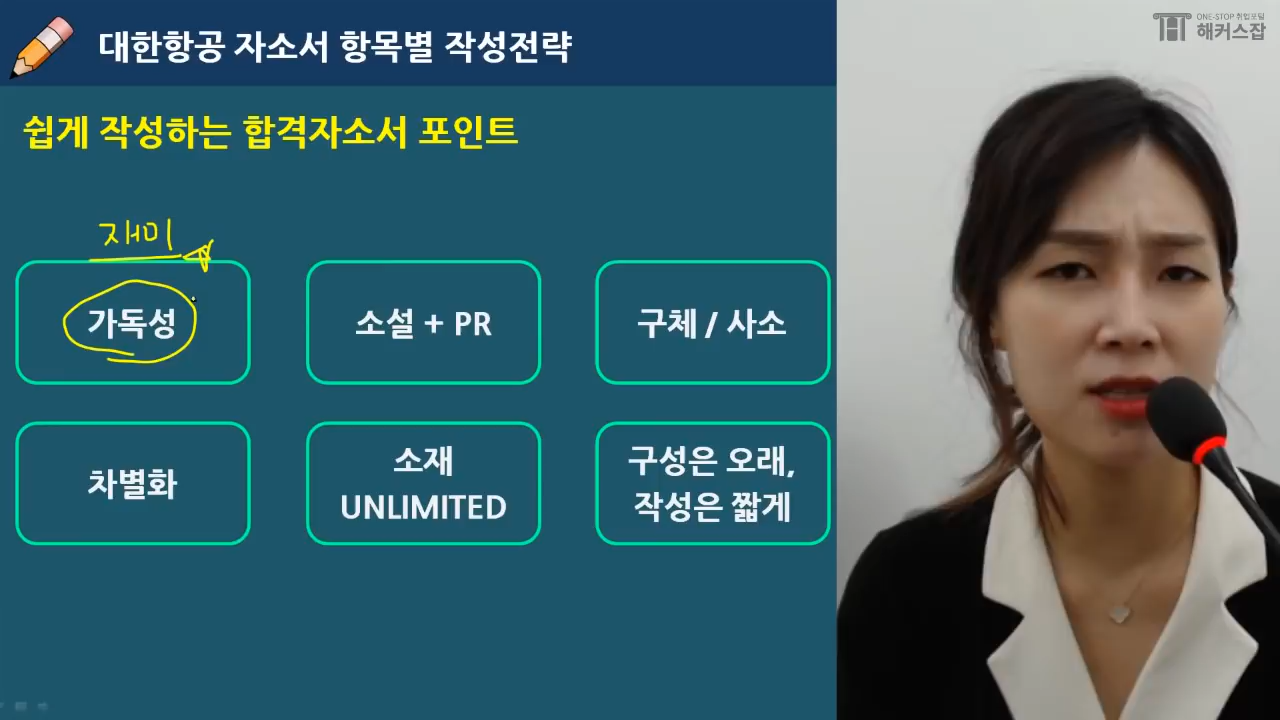 대한항공 자소서 항목별 작성전략
ONE-STOP 취업포털
해커스잡
쉽게 작성하는 합격자소서 포인트
재미
가독성
소설 + PR
구체 / 사소
차별화
소재
UNLIMITED
구성은 오래,
작성은 짧게